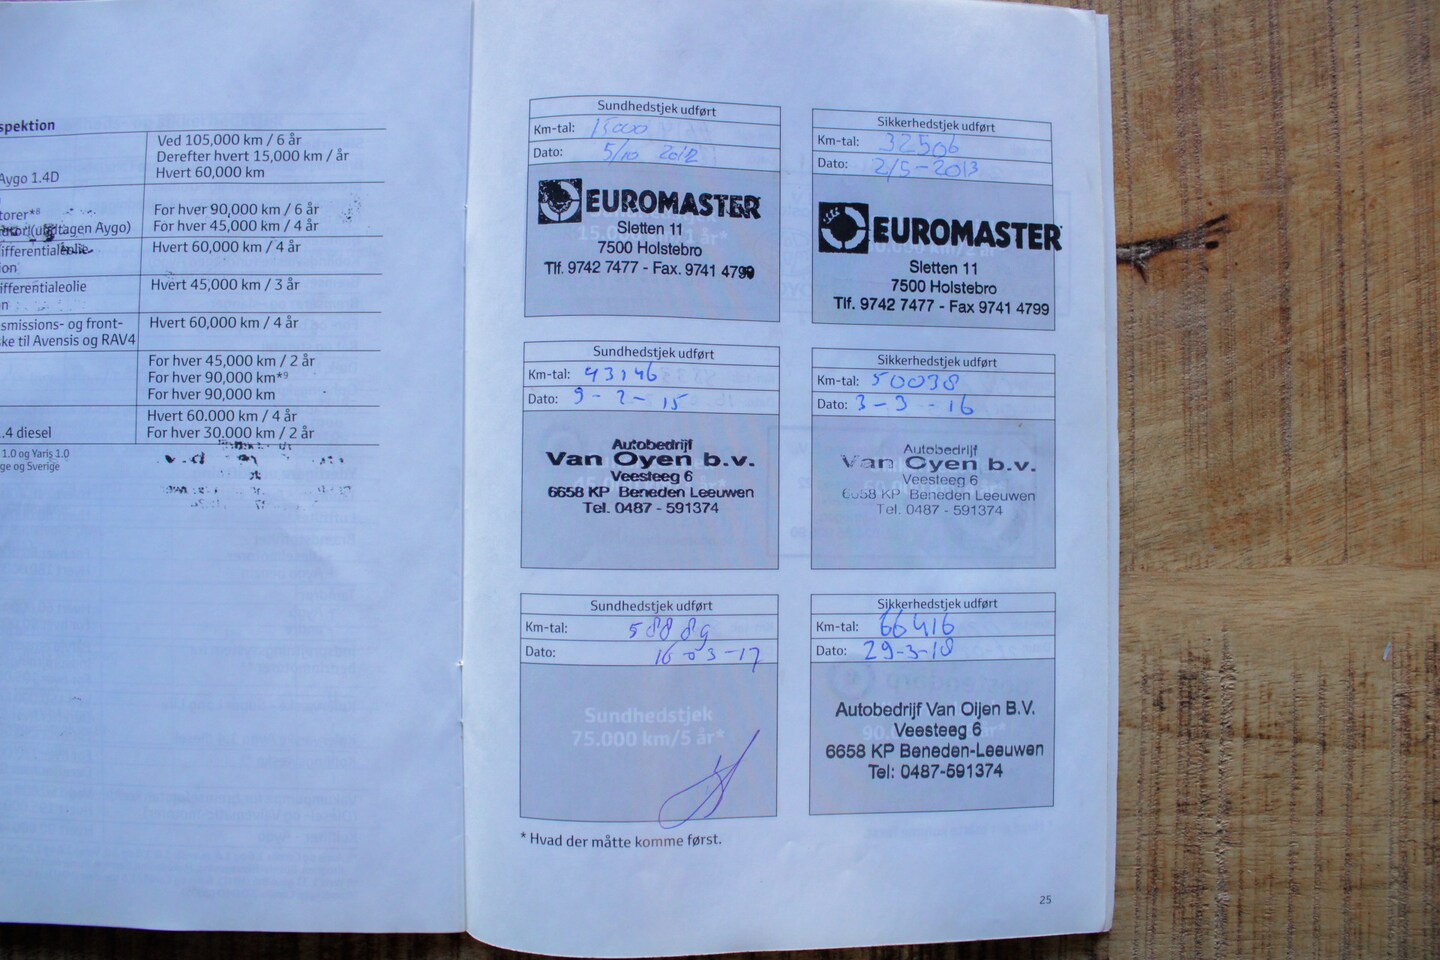 spektion
Ved 105,000 km / 6 år
Derefter hvert 15,000 km / år
Aygo 1.4D
Hvert 60,000 km
torer*⁸
For hver 90,000 km / 6 år
(undtagen Aygo)
For hver 45,000 km / 4 år
ifferentialeolie
Hvert 60,000 km / 4 år
ion
ifferentialeolie
Hvert 45,000 km / 3 år
n
smissions- og front-
Hvert 60,000 km / 4 år
ke til Avensis og RAV4
For hver 45,000 km / 2 år
For hver 90,000 km*⁹
For hver 90,000 km
Hvert 60.000 km / 4 år
.4 diesel
For hver 30.000 km / 2 år
1.0 og Yaris 1.0
ge og Sverige
Sundhedstjek udført
Km-tal: 15000
Dato: 5/10 2012
EUROMASTER
Sletten 11
7500 Holstebro
Tlf. 9742 7477 - Fax. 9741 4799
Sikkerhedstjek udført
Km-tal: 32506
Dato: 2/5-2013
EUROMASTER
Sletten 11
7500 Holstebro
Tlf. 9742 7477 - Fax 9741 4799
Sundhedstjek udført
Km-tal: 43146
Dato: 9-2-15
Autobedrijf
Van Oyen b.v.
Veesteeg 6
6658 KP Beneden Leeuwen
Tel. 0487 - 591374
Sikkerhedstjek udført
Km-tal: 50038
Dato: 3-3-16
Autobedrijf
Van Oyen b.v.
Veesteeg 6
6658 KP Beneden Leeuwen
Tel. 0487 - 591374
Sundhedstjek udført
Km-tal: 58889
Dato: 16-03-17
Sundhedstjek
75.000 km/5 år*
Sikkerhedstjek udført
Km-tal: 66416
Dato: 29-3-18
Autobedrijf Van Oijen B.V.
Veesteeg 6
6658 KP Beneden-Leeuwen
Tel: 0487-591374
* Hvad der måtte komme først.
25